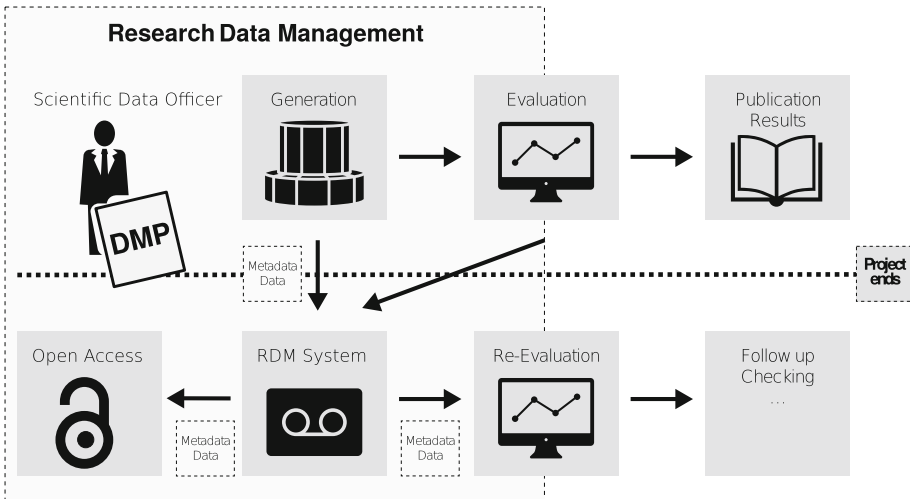 Research Data Management
Scientific Data Officer
Generation
Evaluation
Publication
Results
DMP
Metadata
Data
Project
ends
Open Access
RDM System
Re-Evaluation
Follow up
Checking
...
Metadata
Data
Metadata
Data